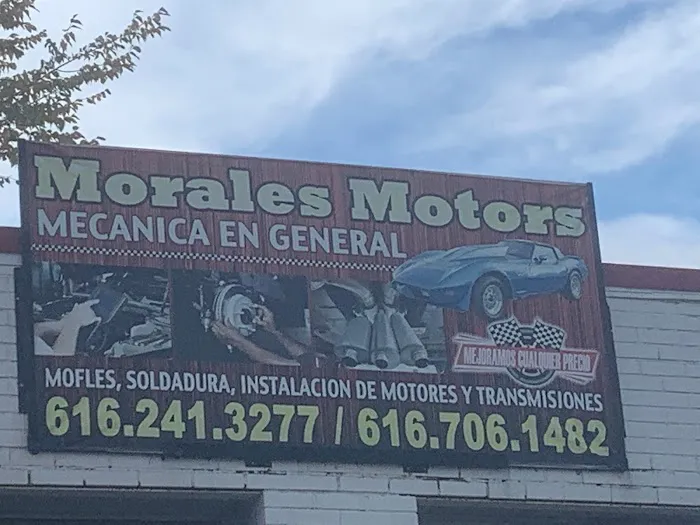 Morales Motors
MECANICA EN GENERAL
MEJORAMOS CUALQUIER PRECIO
MOFLES, SOLDADURA, INSTALACION DE MOTORES Y TRANSMISIONES
616.241.3277 / 616.706.1482